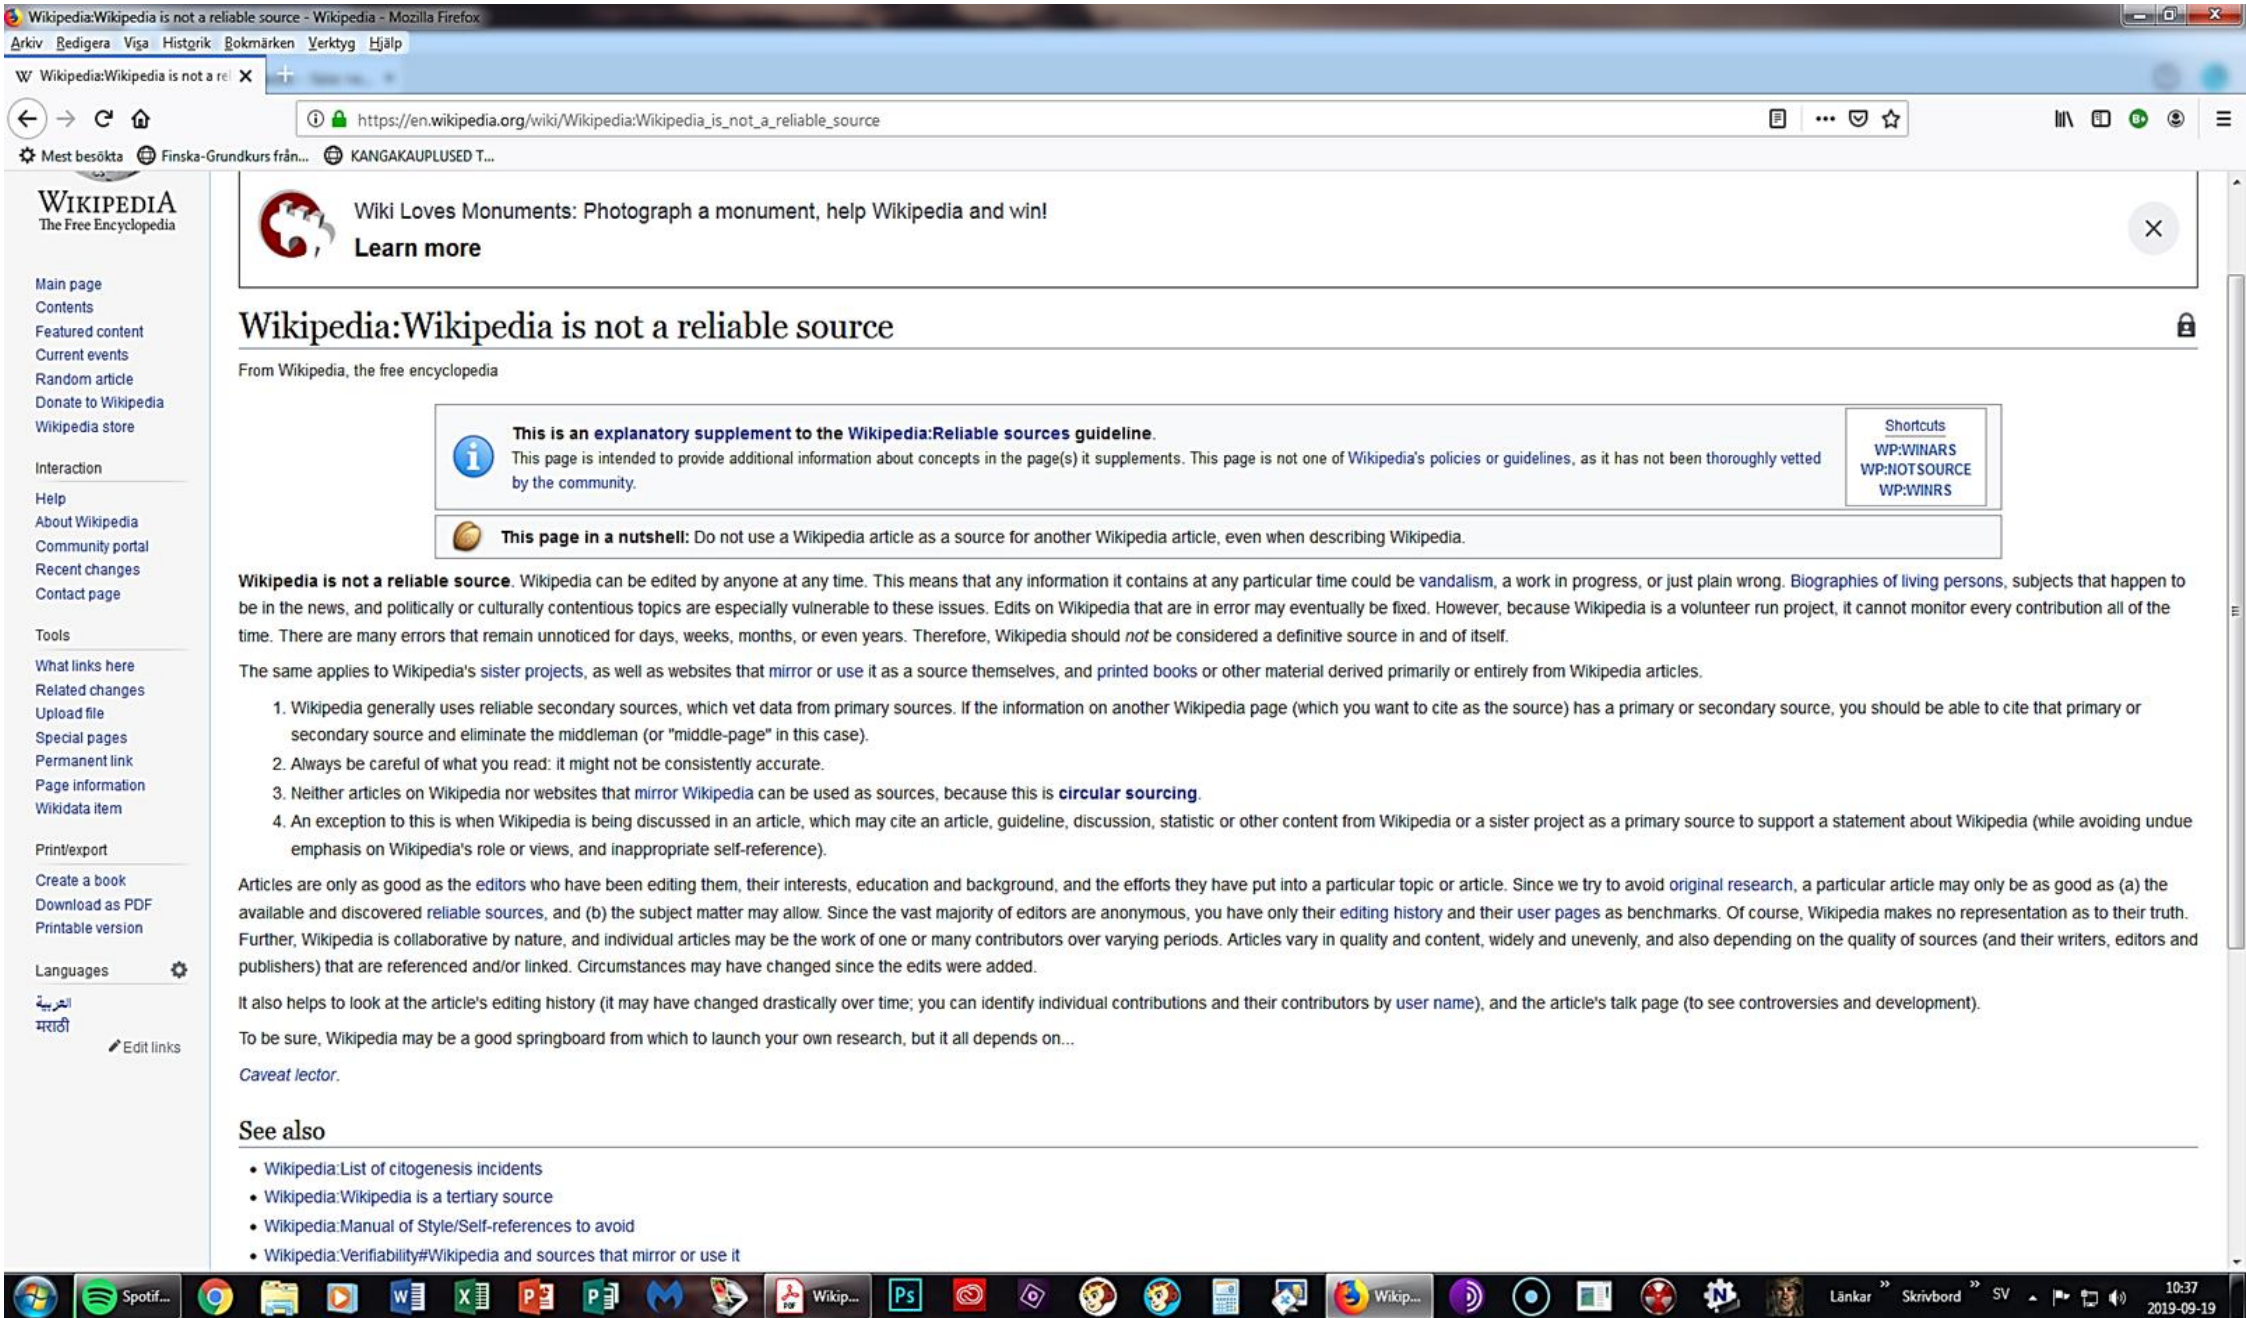 Wikipedia:Wikipedia is not a reliable source - Wikipedia - Mozilla Firefox
Arkiv Redigera Visa Historik Bokmärken Verktyg Hjälp
Wikipedia:Wikipedia is not a rel
https://en.wikipedia.org/wiki/Wikipedia:Wikipedia_is_not_a_reliable_source
Mest besökta Finska-Grundkurs från... KANGAKAUPLUSED T...
WIKIPEDIA
The Free Encyclopedia
Main page
Contents
Featured content
Current events
Random article
Donate to Wikipedia
Wikipedia store
Interaction
Help
About Wikipedia
Community portal
Recent changes
Contact page
Tools
What links here
Related changes
Upload file
Special pages
Permanent link
Page information
Wikidata item
Print/export
Create a book
Download as PDF
Printable version
Languages
العربية
मराठी
Edit links
Wiki Loves Monuments: Photograph a monument, help Wikipedia and win!
Learn more
Wikipedia:Wikipedia is not a reliable source
From Wikipedia, the free encyclopedia
This is an explanatory supplement to the Wikipedia:Reliable sources guideline.
This page is intended to provide additional information about concepts in the page(s) it supplements. This page is not one of Wikipedia's policies or guidelines, as it has not been thoroughly vetted
by the community.
Shortcuts
WP:WINARS
WP:NOTSOURCE
WP:WINRS
This page in a nutshell: Do not use a Wikipedia article as a source for another Wikipedia article, even when describing Wikipedia.
Wikipedia is not a reliable source. Wikipedia can be edited by anyone at any time. This means that any information it contains at any particular time could be vandalism, a work in progress, or just plain wrong. Biographies of living persons, subjects that happen to
be in the news, and politically or culturally contentious topics are especially vulnerable to these issues. Edits on Wikipedia that are in error may eventually be fixed. However, because Wikipedia is a volunteer run project, it cannot monitor every contribution all of the
time. There are many errors that remain unnoticed for days, weeks, months, or even years. Therefore, Wikipedia should not be considered a definitive source in and of itself.
The same applies to Wikipedia's sister projects, as well as websites that mirror or use it as a source themselves, and printed books or other material derived primarily or entirely from Wikipedia articles.
1. Wikipedia generally uses reliable secondary sources, which vet data from primary sources. If the information on another Wikipedia page (which you want to cite as the source) has a primary or secondary source, you should be able to cite that primary or
secondary source and eliminate the middleman (or "middle-page" in this case).
2. Always be careful of what you read: it might not be consistently accurate.
3. Neither articles on Wikipedia nor websites that mirror Wikipedia can be used as sources, because this is circular sourcing.
4. An exception to this is when Wikipedia is being discussed in an article, which may cite an article, guideline, discussion, statistic or other content from Wikipedia or a sister project as a primary source to support a statement about Wikipedia (while avoiding undue
emphasis on Wikipedia's role or views, and inappropriate self-reference).
Articles are only as good as the editors who have been editing them, their interests, education and background, and the efforts they have put into a particular topic or article. Since we try to avoid original research, a particular article may only be as good as (a) the
available and discovered reliable sources, and (b) the subject matter may allow. Since the vast majority of editors are anonymous, you have only their editing history and their user pages as benchmarks. Of course, Wikipedia makes no representation as to their truth.
Further, Wikipedia is collaborative by nature, and individual articles may be the work of one or many contributors over varying periods. Articles vary in quality and content, widely and unevenly, and also depending on the quality of sources (and their writers, editors and
publishers) that are referenced and/or linked. Circumstances may have changed since the edits were added.
It also helps to look at the article's editing history (it may have changed drastically over time; you can identify individual contributions and their contributors by user name), and the article's talk page (to see controversies and development).
To be sure, Wikipedia may be a good springboard from which to launch your own research, but it all depends on...
Caveat lector.
See also
• Wikipedia:List of citogenesis incidents
• Wikipedia:Wikipedia is a tertiary source
• Wikipedia:Manual of Style/Self-references to avoid
• Wikipedia:Verifiability#Wikipedia and sources that mirror or use it
Spotif... Wikip... Ps Wikip... Länkar » Skrivbord » SV 10:37
2019-09-19